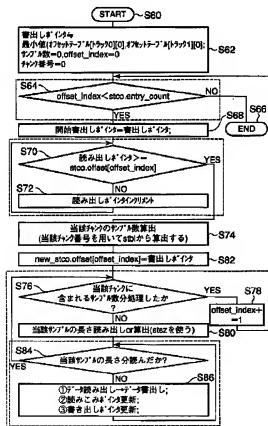 START
S60
書出しポインタ=
最小値(オフセットテーブル[トラック0][0],オフセットテーブル[トラック1][0];
サンプル数=0,offset_index=0
チャンク番号=0
S62
S64
offset_index<stco.entry_count
NO
YES
S66
S68
END
開始書出しポインタ=書出しポインタ;
S70
読み出しポインタ>=
stco.offset[offset_index]
YES
S72
NO
読み出しポインタインクリメント
当該チャンクのサンプル数算出
(当該チャンク番号を用いてstblから算出する)
S74
new_stco.offset[offset_index]=書出しポインタ
S82
S76
当該チャンクに
含まれるサンプル数分処理したか
?
YES
S78
offset_index+
=1
NO
当該サンプルの長さ読み出しor算出(stszを使う)
S80
S84
YES
当該サンプルの長さ分読んだか?
NO
S86
①データ読み出し→データ書出し;
②読みこみポインタ更新;
③書き出しポインタ更新;